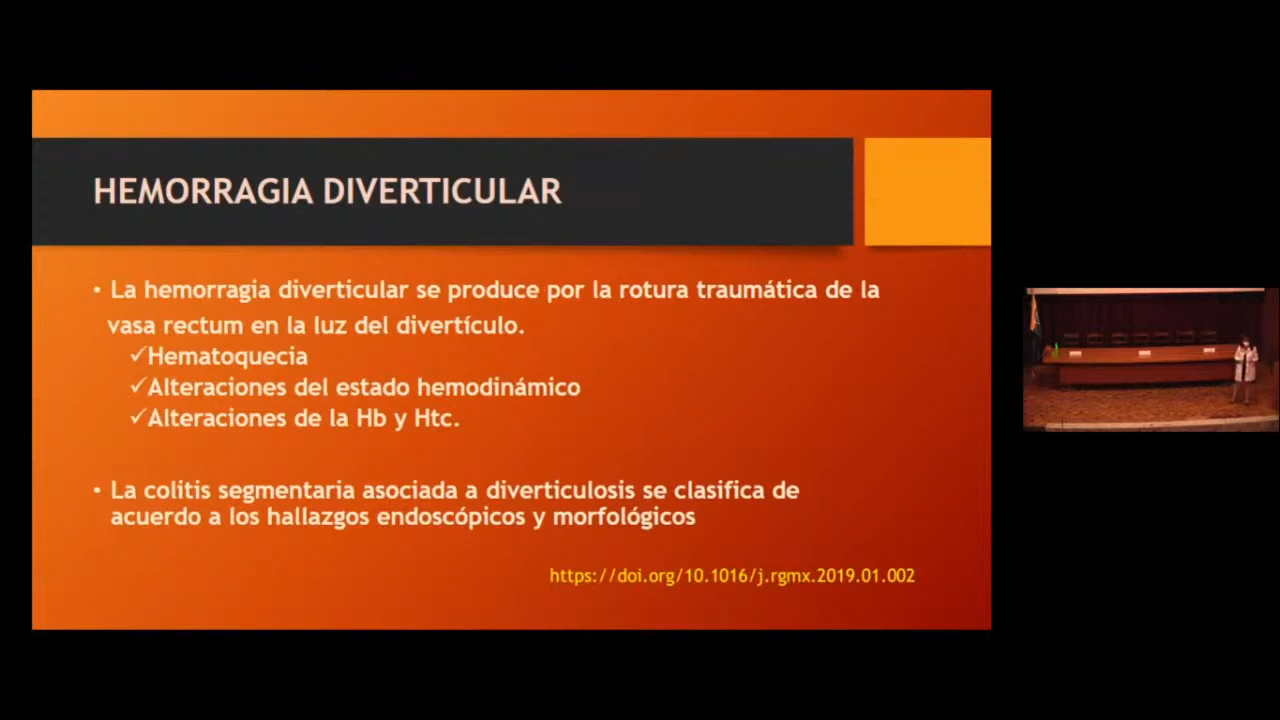 HEMORRAGIA DIVERTICULAR
• La hemorragia diverticular se produce por la rotura traumática de la
vasa rectum en la luz del divertículo.
✓Hematoquecia
✓Alteraciones del estado hemodinámico
✓Alteraciones de la Hb y Htc.
• La colitis segmentaria asociada a diverticulosis se clasifica de
acuerdo a los hallazgos endoscópicos y morfológicos
https://doi.org/10.1016/j.rgmx.2019.01.002